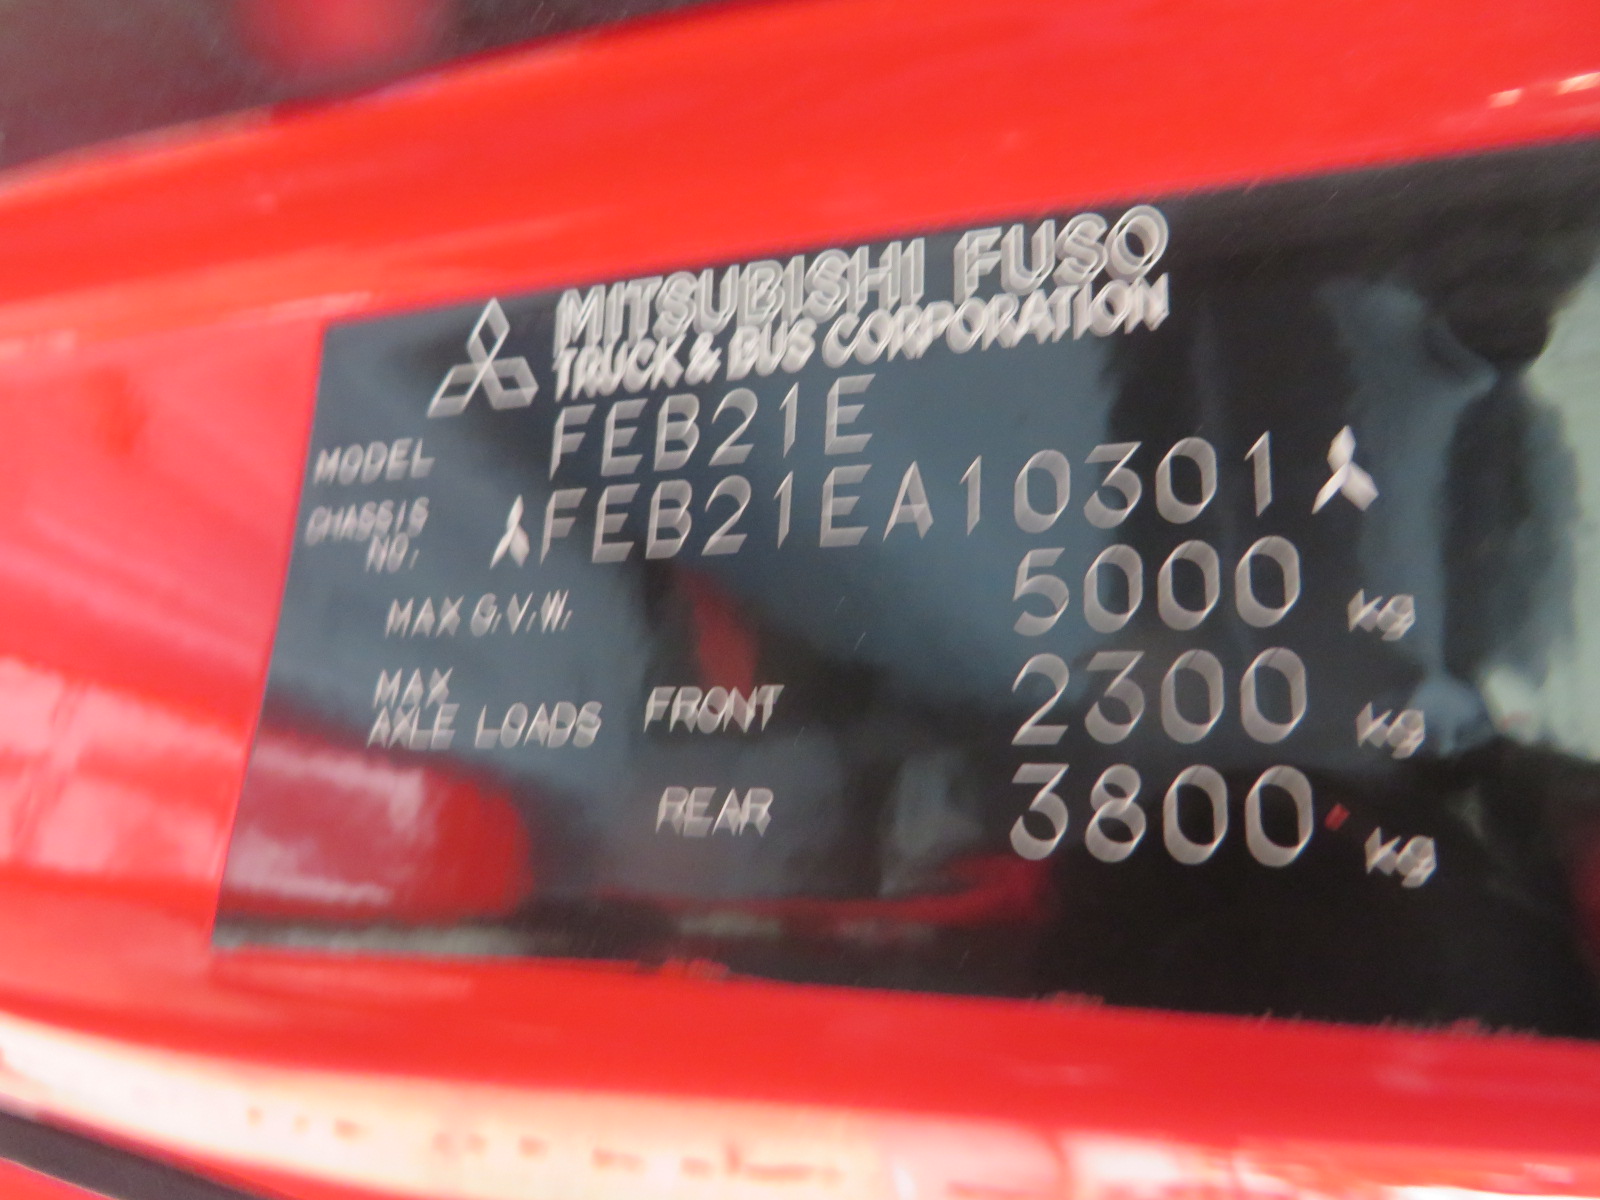 MITSUBISHI FUSO
TRUCK & BUS CORPORATION
MODEL FEB21E
CHASSIS NO. FEB21EA10301
MAX G.V.W. 5000 kg
MAX AXLE LOADS FRONT 2300 kg
REAR 3800 kg